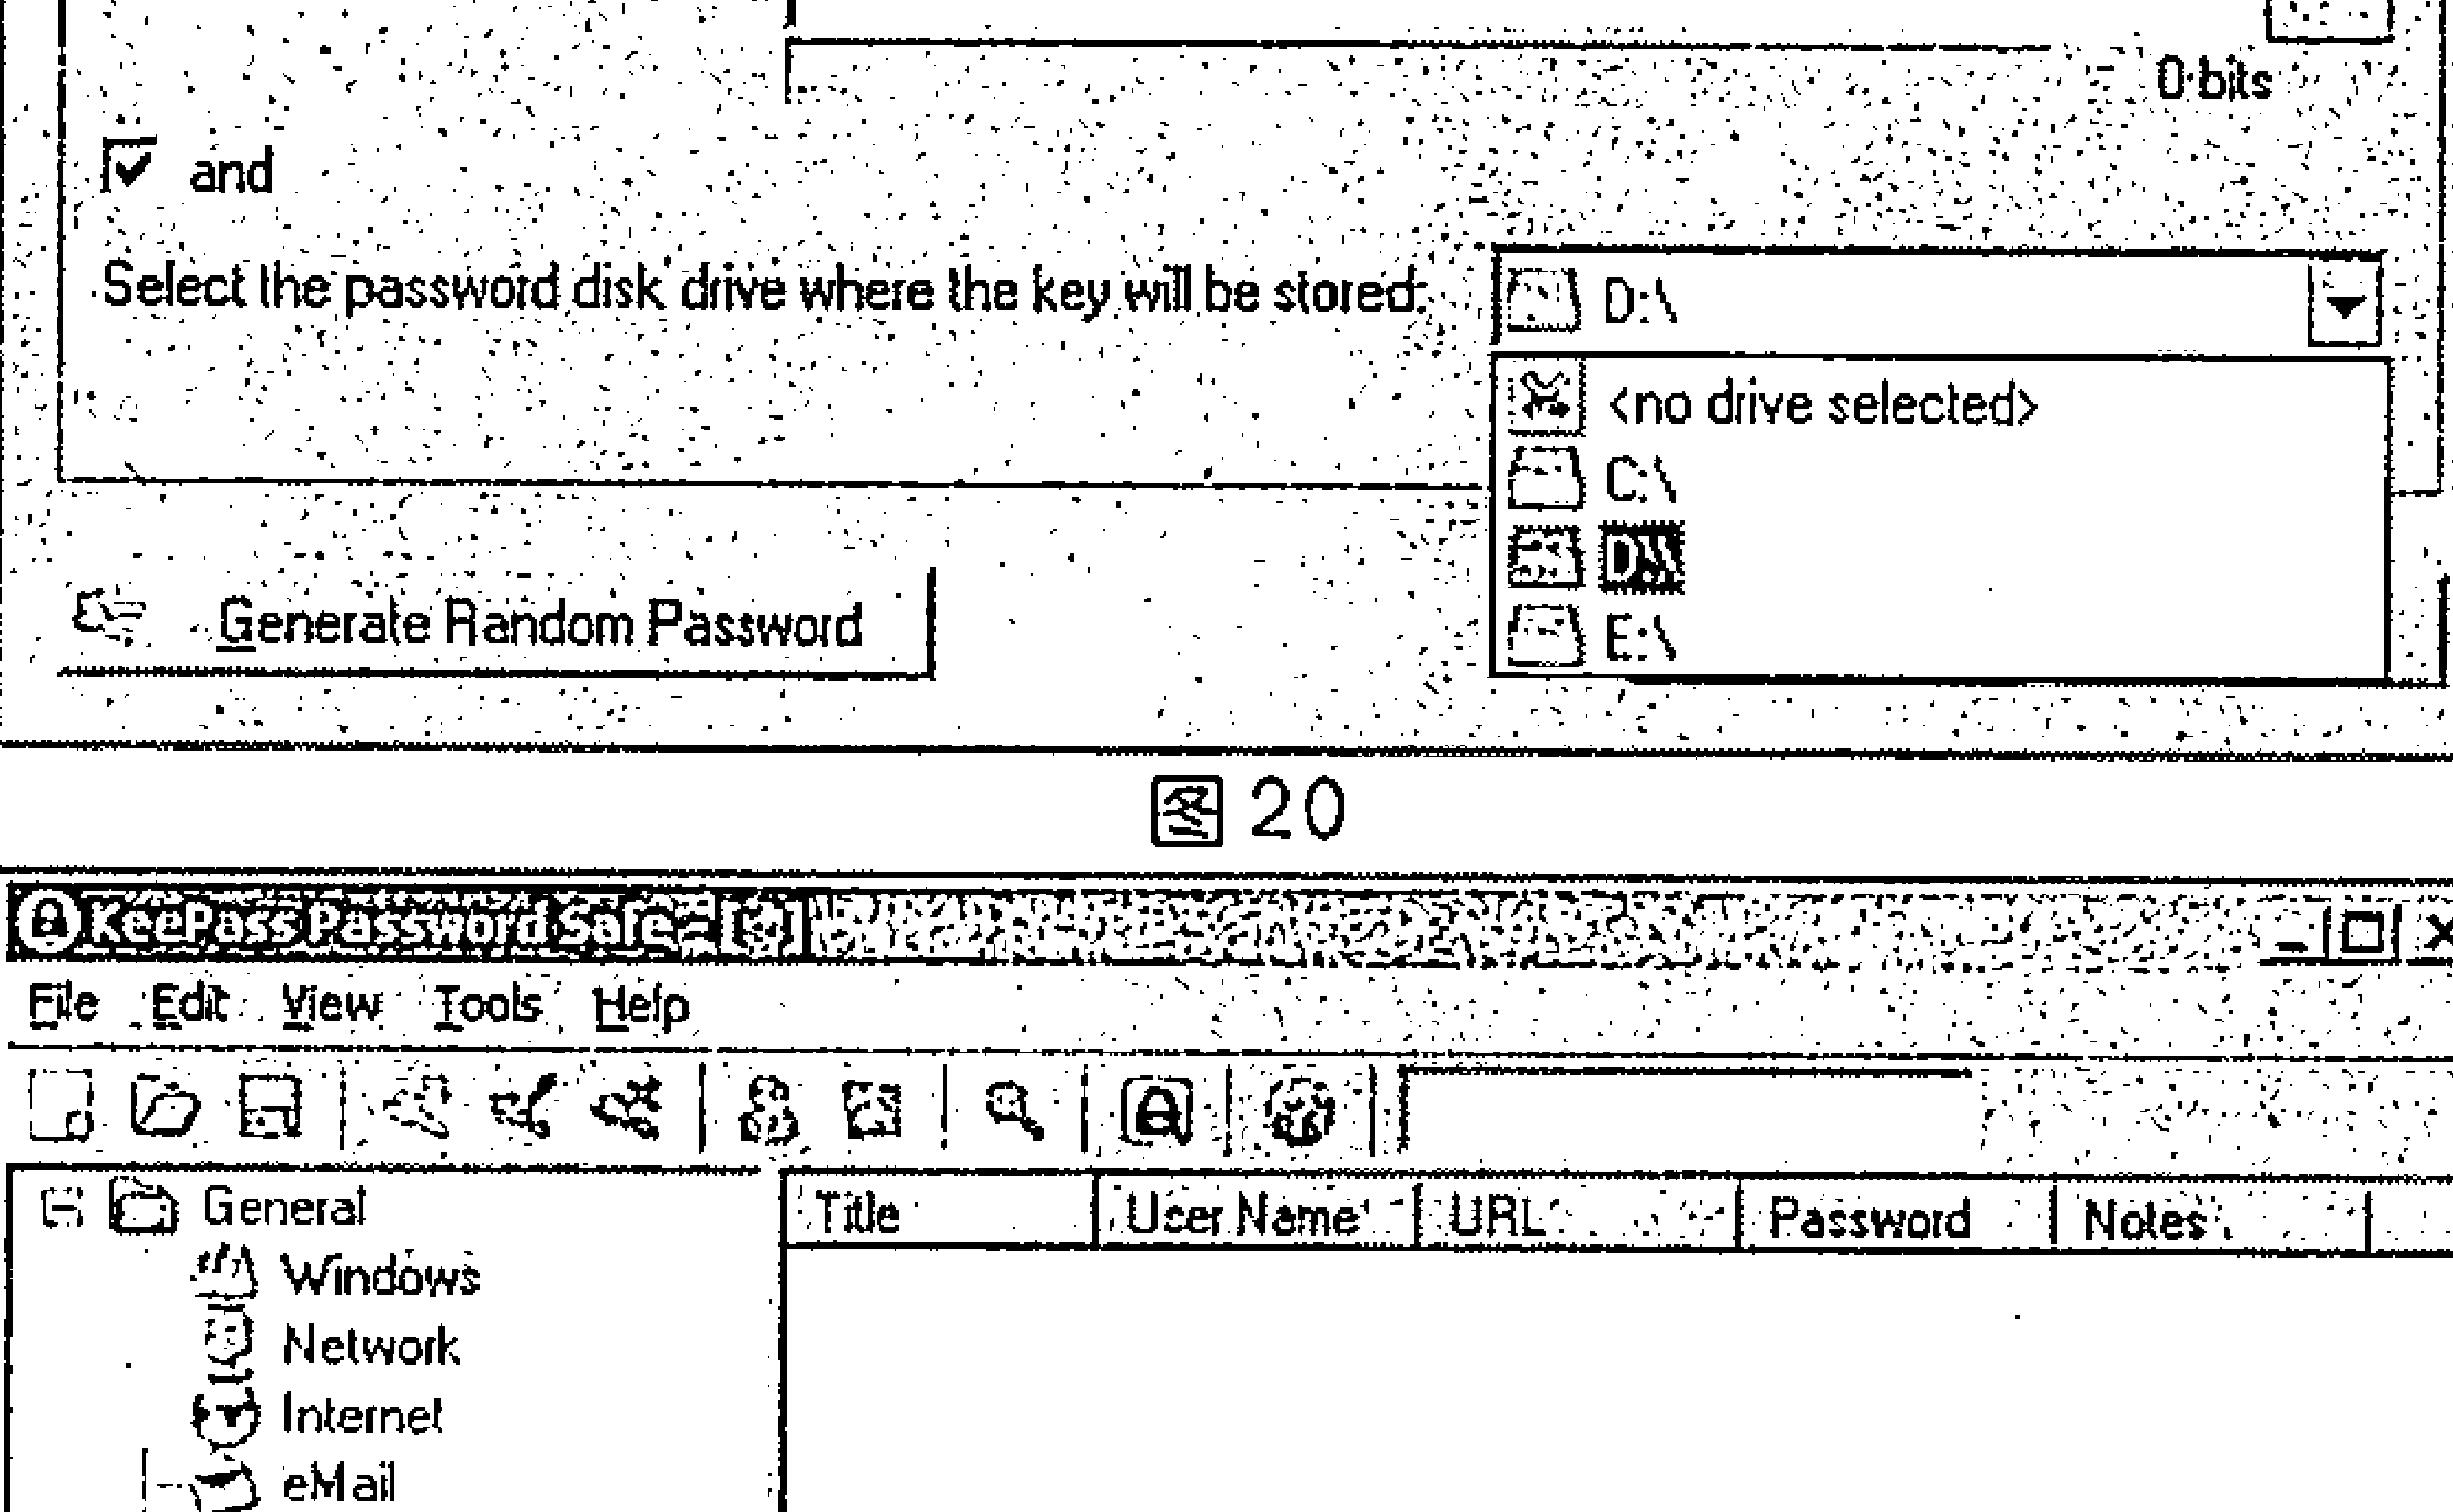 0 bits
and
Select the password disk drive where the key will be stored:
D:\
<no drive selected>
C:\
D:\
E:\
Generate Random Password
图 20
KeePass Password Safe - [*]
File Edit View Tools Help
General
Title User Name URL Password Notes
Windows
Network
Internet
eMail